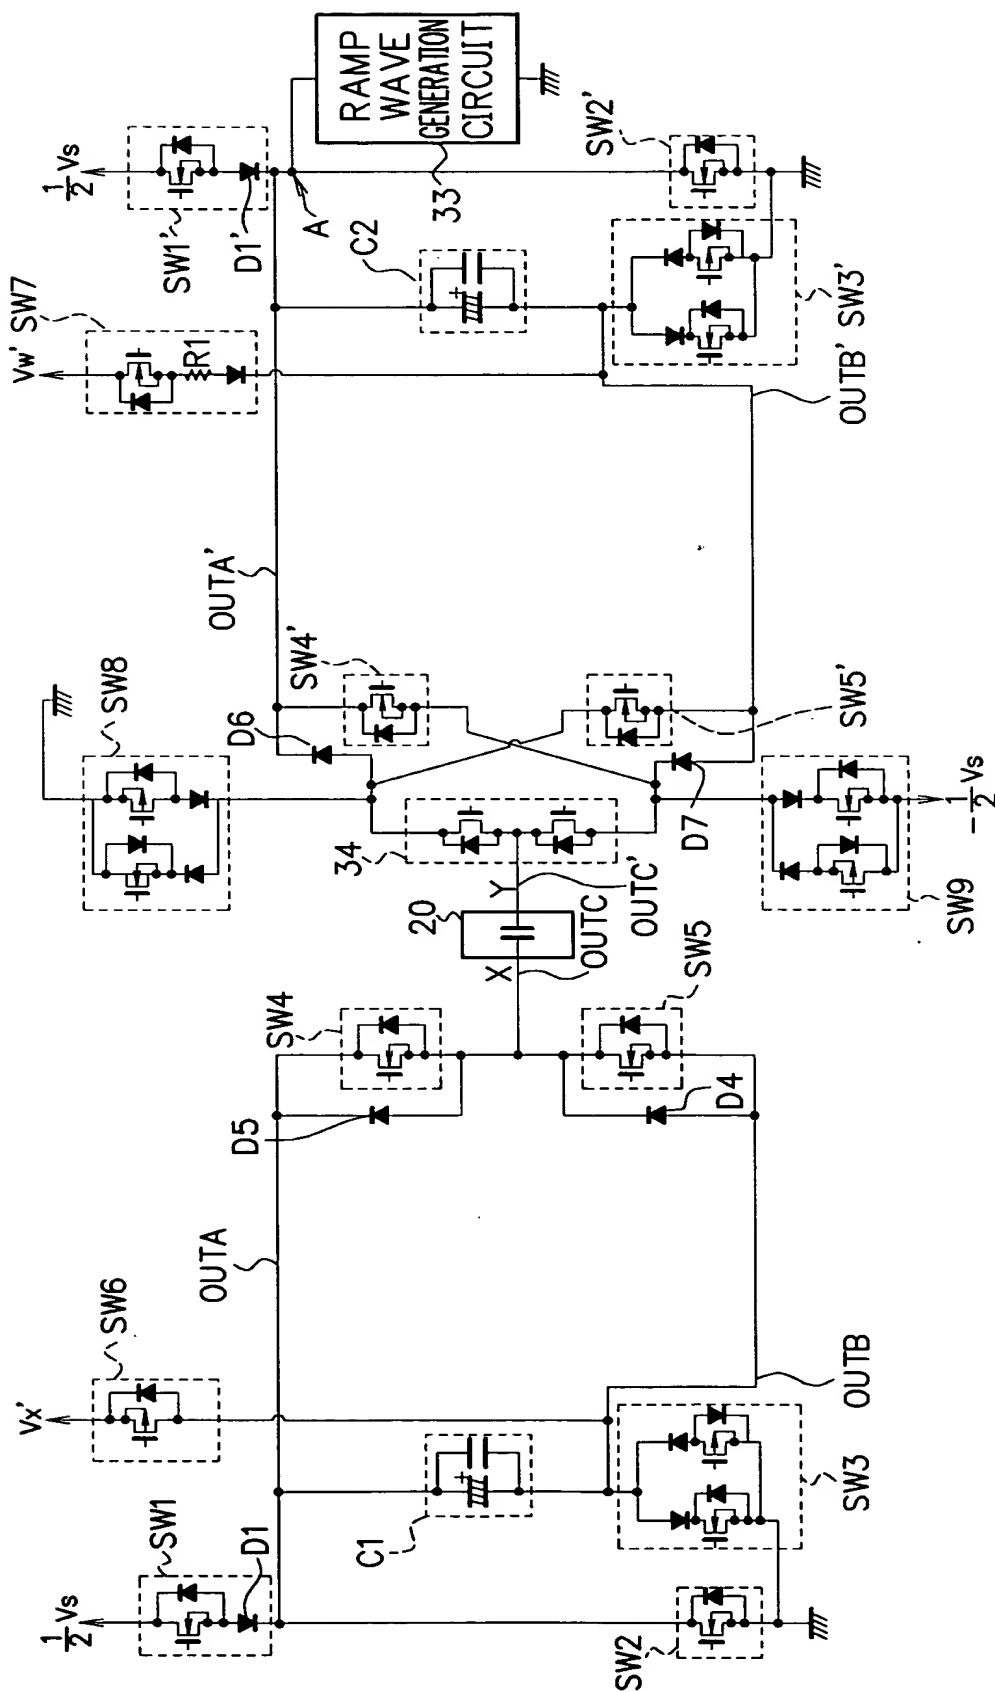 1/2 Vs
SW1
D1
Vx'
SW6
C1
SW2
SW3
OUTA
OUTB
D5
D4
SW4
SW5
X
OUTC
20
Y
OUTC'
34
SW8
D6
SW4'
D7
SW5'
SW9
-1/2 Vs
OUTA'
OUTB'
Vw'
SW7
R1
C2
SW3'
1/2 Vs
SW1'
D1'
A
33
RAMP
WAVE
GENERATION
CIRCUIT
SW2'
+
+